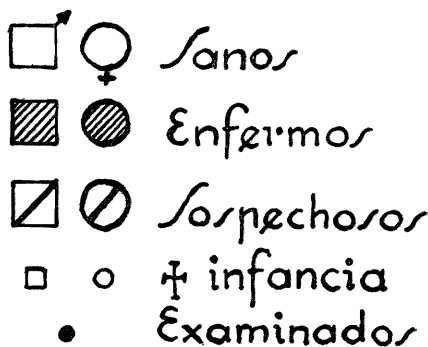 Sanos
Enfermos
Sospechosos
✝ infancia
Examinados